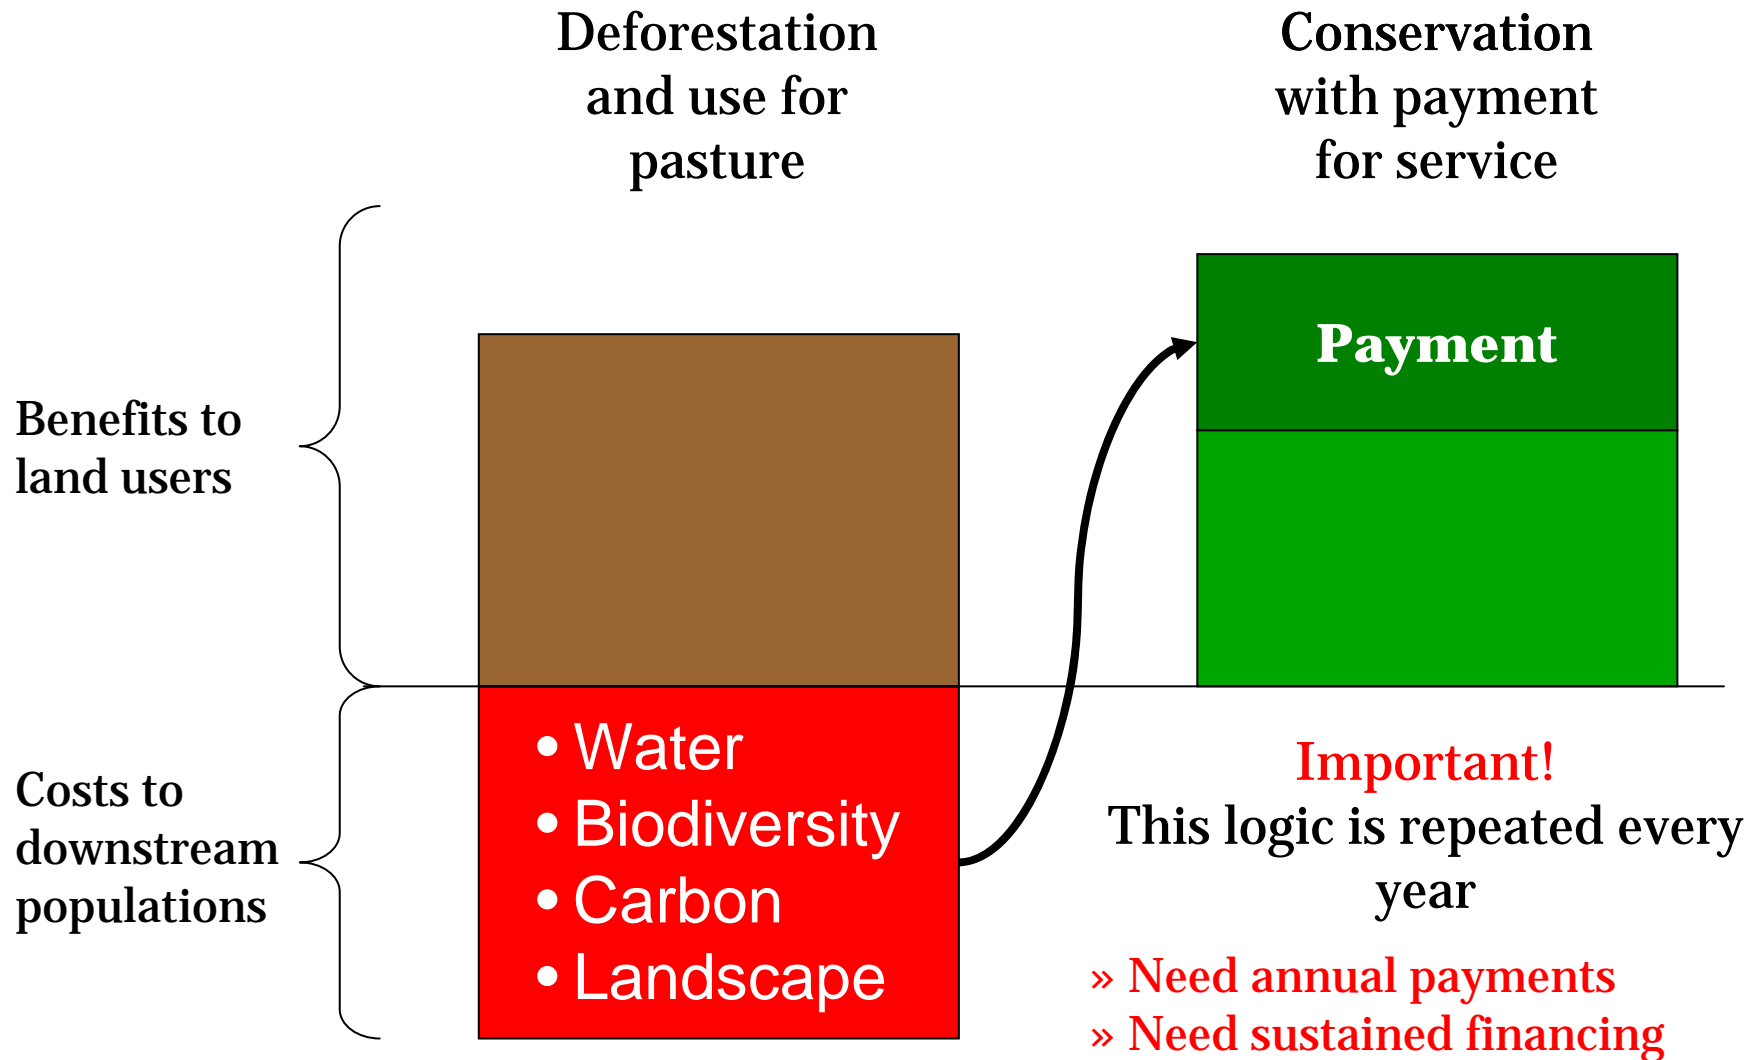 Deforestation
and use for
pasture
Conservation
with payment
for service
Payment
Benefits to
land users
• Water
• Biodiversity
• Carbon
• Landscape
Costs to
downstream
populations
Important!
This logic is repeated every
year
» Need annual payments
» Need sustained financing